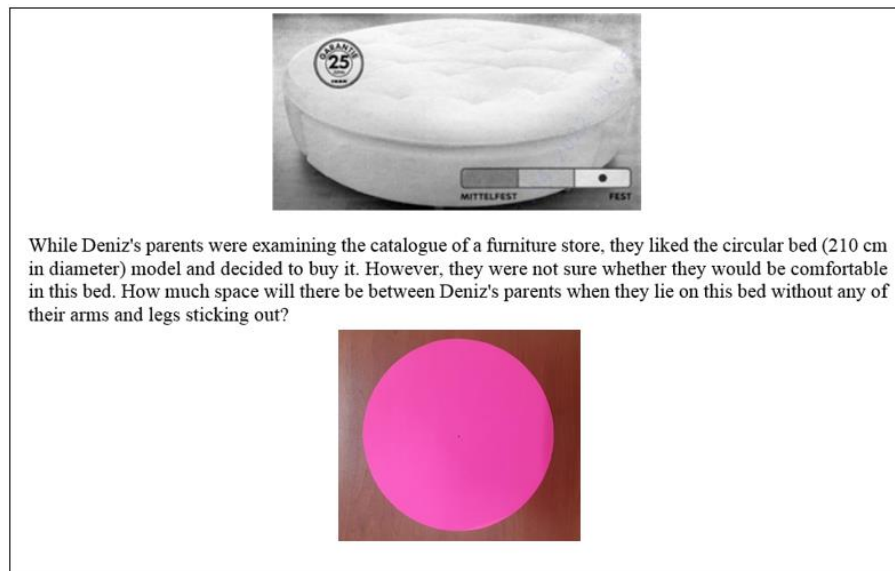 GARANTIE
25
MITTELFEST FEST
While Deniz's parents were examining the catalogue of a furniture store, they liked the circular bed (210 cm
in diameter) model and decided to buy it. However, they were not sure whether they would be comfortable
in this bed. How much space will there be between Deniz's parents when they lie on this bed without any of
their arms and legs sticking out?